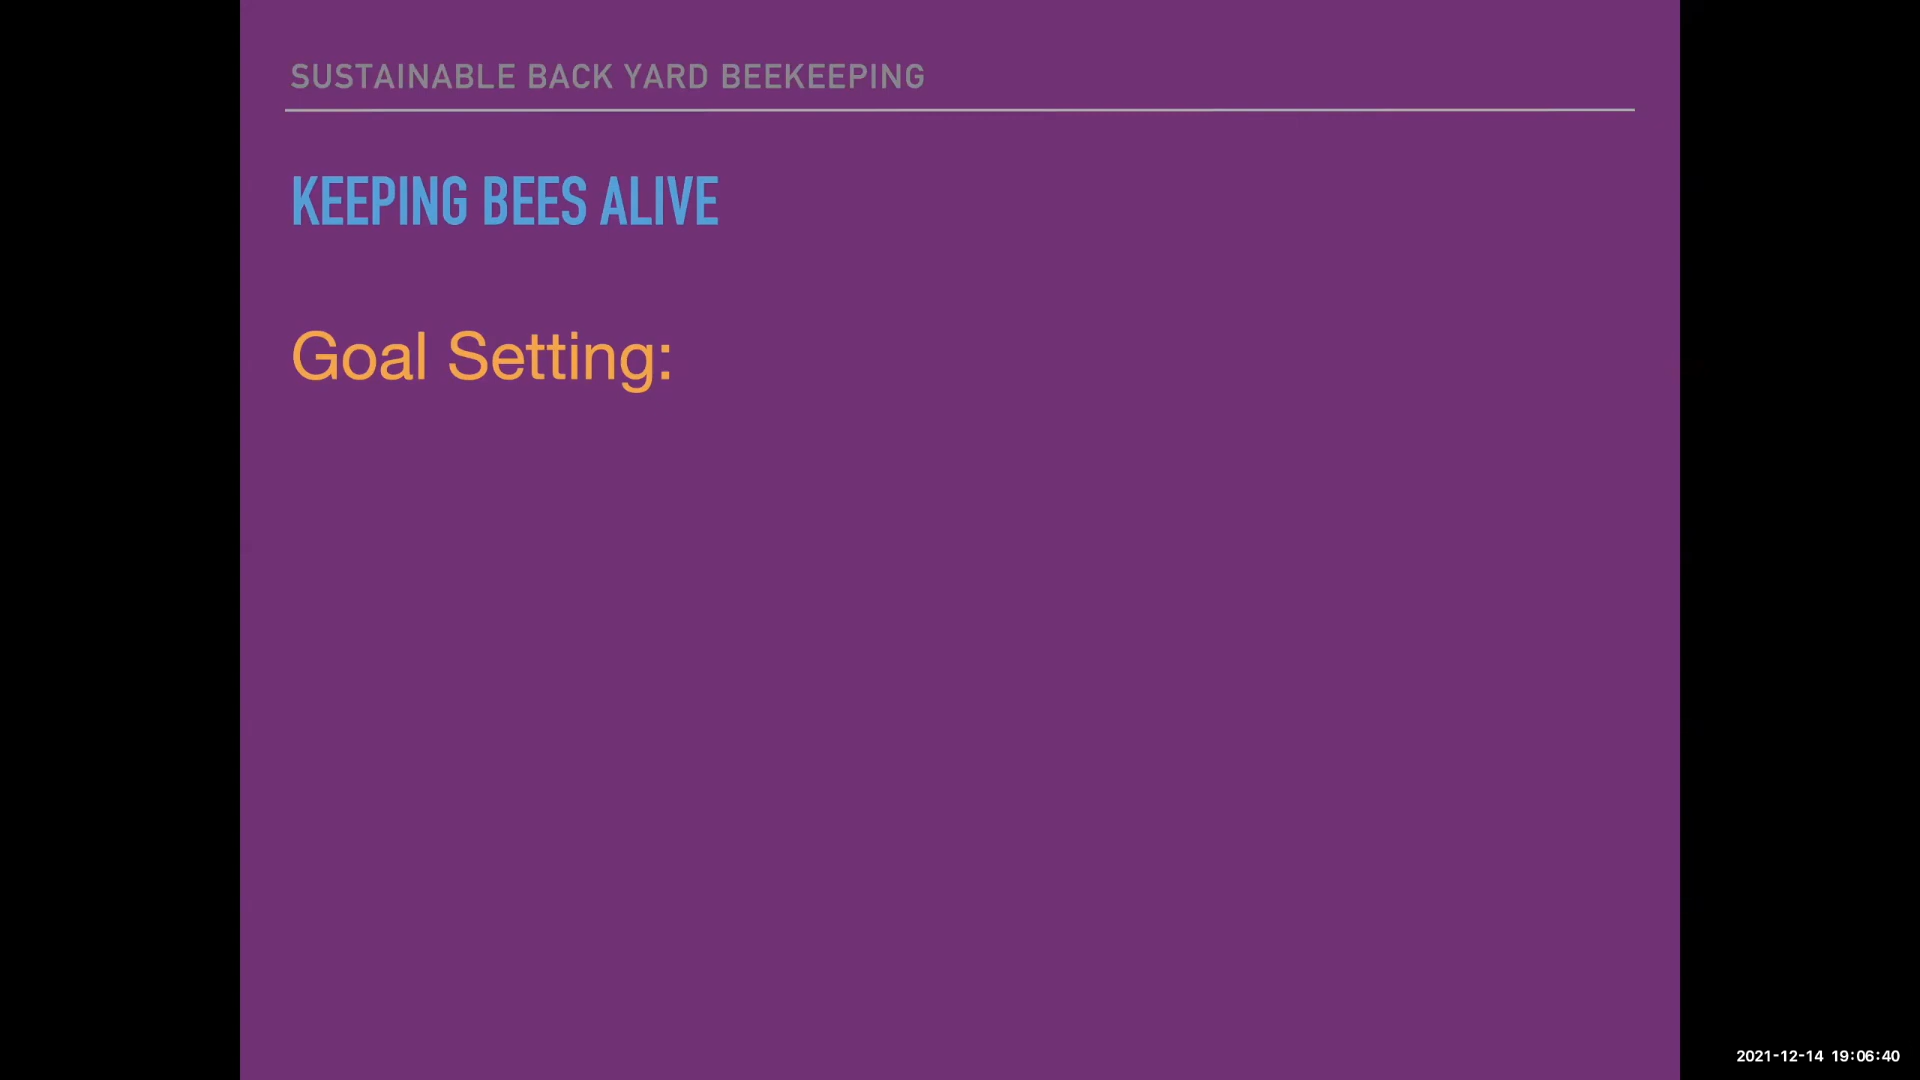 SUSTAINABLE BACK YARD BEEKEEPING
KEEPING BEES ALIVE
Goal Setting:
2021-12-14 19:06:40